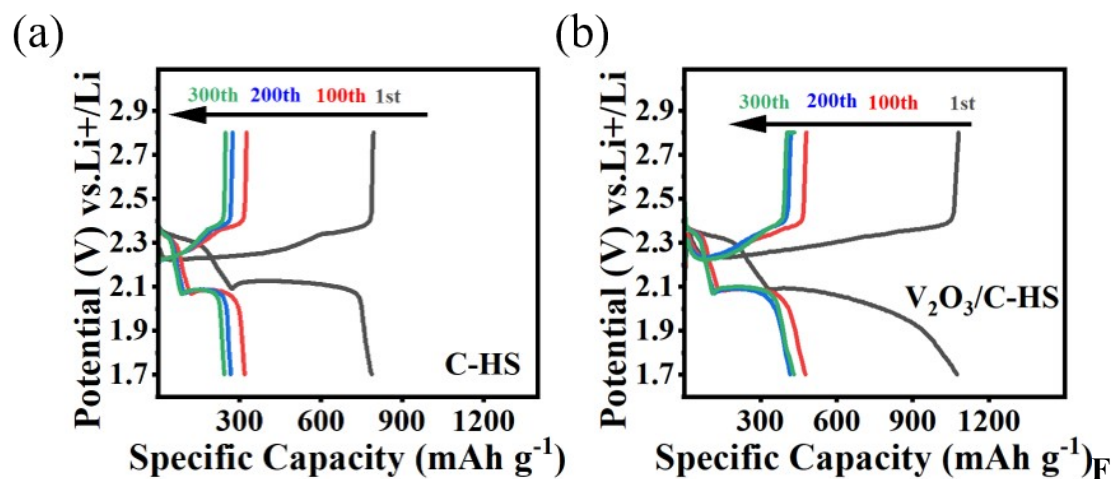 (a)
(b)
Potential (V) vs.Li+/Li
2.9
2.7
2.5
2.3
2.1
1.9
1.7
300th 200th 100th 1st
C-HS
300 600 900 1200
Specific Capacity (mAh g⁻¹)
Potential (V) vs.Li+/Li
2.9
2.7
2.5
2.3
2.1
1.9
1.7
300th 200th 100th 1st
V₂O₃/C-HS
300 600 900 1200
Specific Capacity (mAh g⁻¹)
F